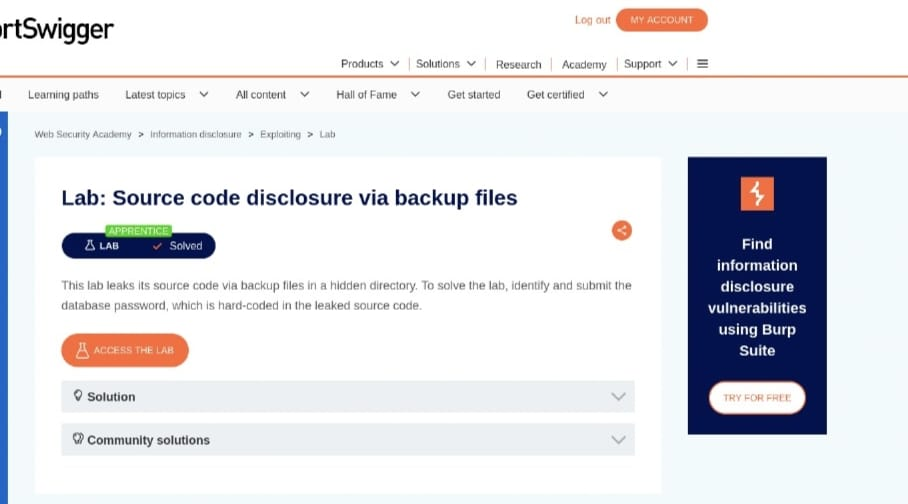 rtSwigger
Log out MY ACCOUNT
Products Solutions Research Academy Support
Learning paths Latest topics All content Hall of Fame Get started Get certified
Web Security Academy > Information disclosure > Exploiting > Lab
Lab: Source code disclosure via backup files
APPRENTICE
LAB Solved
This lab leaks its source code via backup files in a hidden directory. To solve the lab, identify and submit the
database password, which is hard-coded in the leaked source code.
ACCESS THE LAB
Solution
Community solutions
Find
information
disclosure
vulnerabilities
using Burp
Suite
TRY FOR FREE